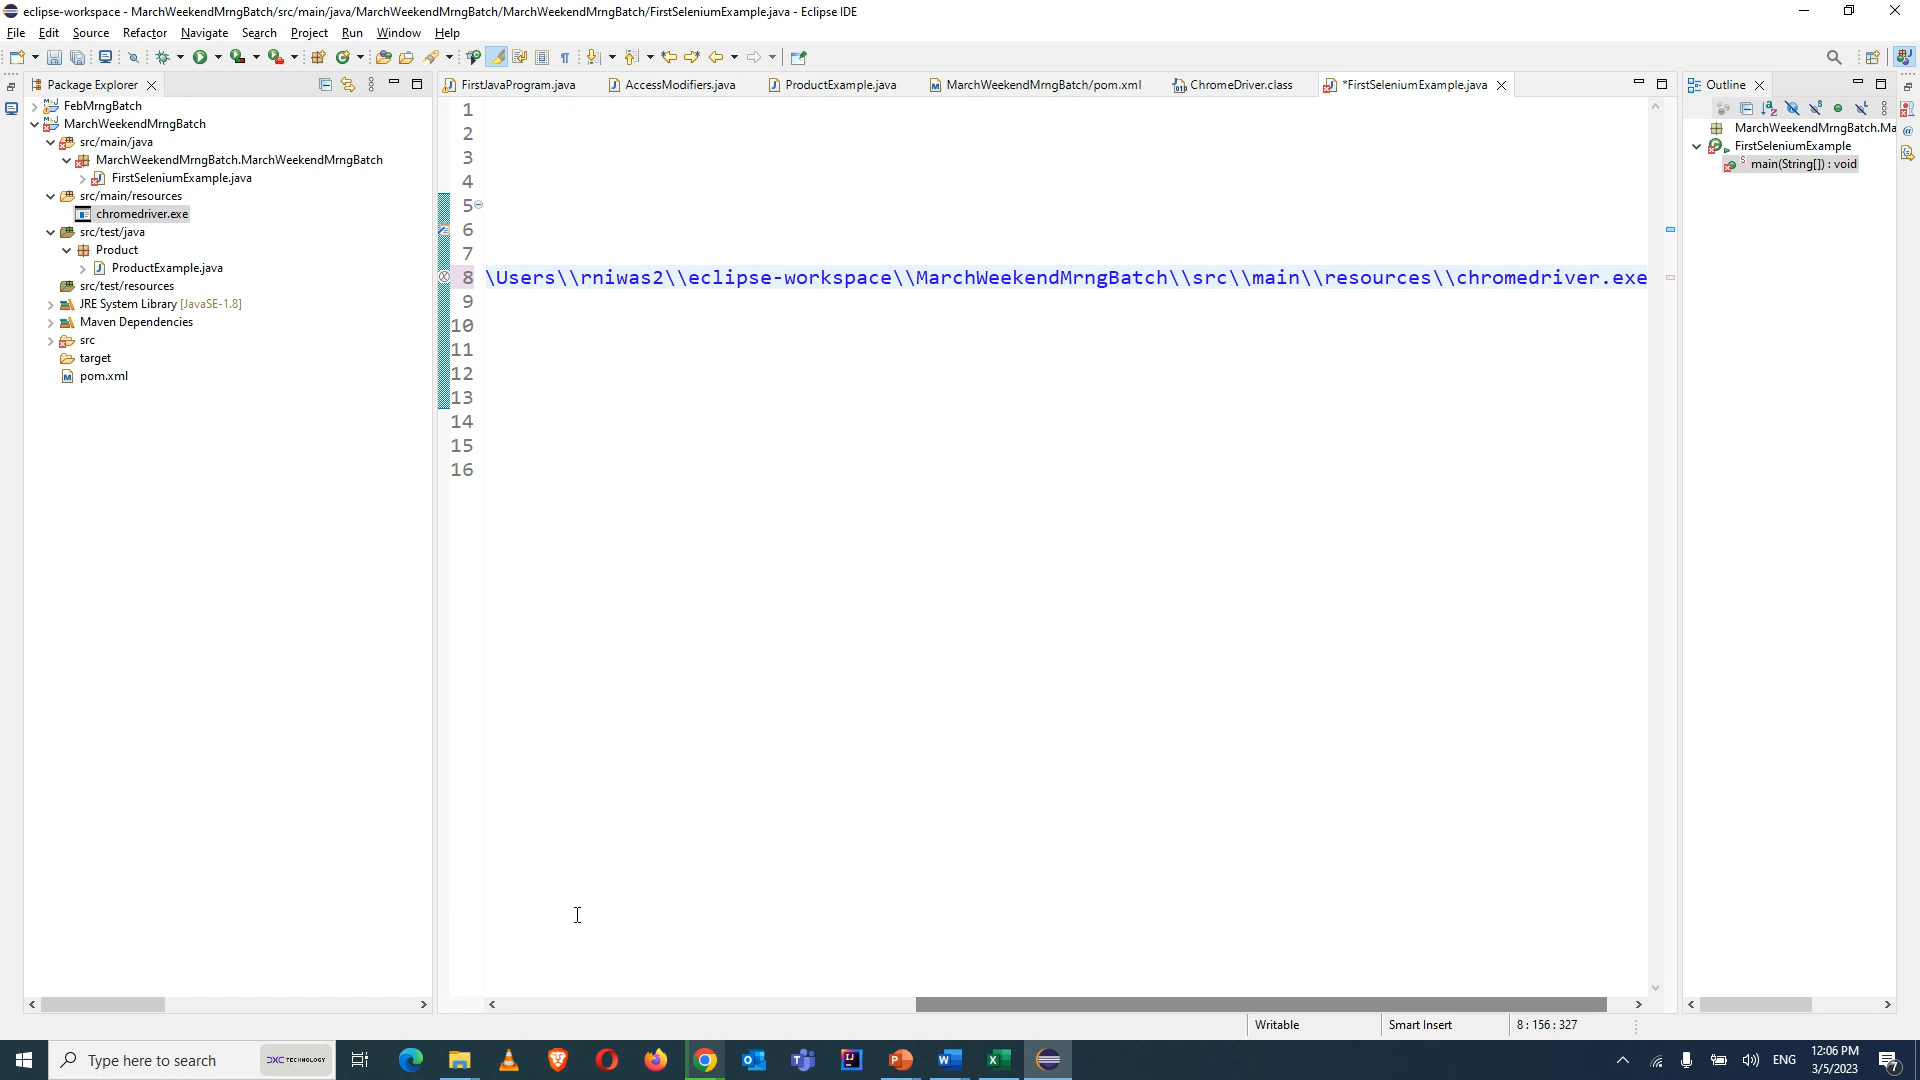 eclipse-workspace - MarchWeekendMrngBatch/src/main/java/MarchWeekendMrngBatch/MarchWeekendMrngBatch/FirstSeleniumExample.java - Eclipse IDE
File Edit Source Refactor Navigate Search Project Run Window Help
Package Explorer
FirstJavaProgram.java AccessModifiers.java ProductExample.java MarchWeekendMrngBatch/pom.xml ChromeDriver.class *FirstSeleniumExample.java
Outline
FebMrngBatch
MarchWeekendMrngBatch
src/main/java
MarchWeekendMrngBatch.MarchWeekendMrngBatch
FirstSeleniumExample.java
src/main/resources
chromedriver.exe
src/test/java
Product
ProductExample.java
src/test/resources
JRE System Library [JavaSE-1.8]
Maven Dependencies
src
target
pom.xml
1
2
3
4
5
6
7
8 \Users\\rniwas2\\eclipse-workspace\\MarchWeekendMrngBatch\\src\\main\\resources\\chromedriver.exe
9
10
11
12
13
14
15
16
MarchWeekendMrngBatch.Ma
FirstSeleniumExample
main(String[]) : void
Writable Smart Insert 8 : 156 : 327
Type here to search
DXC TECHNOLOGY
ENG
12:06 PM
3/5/2023
7